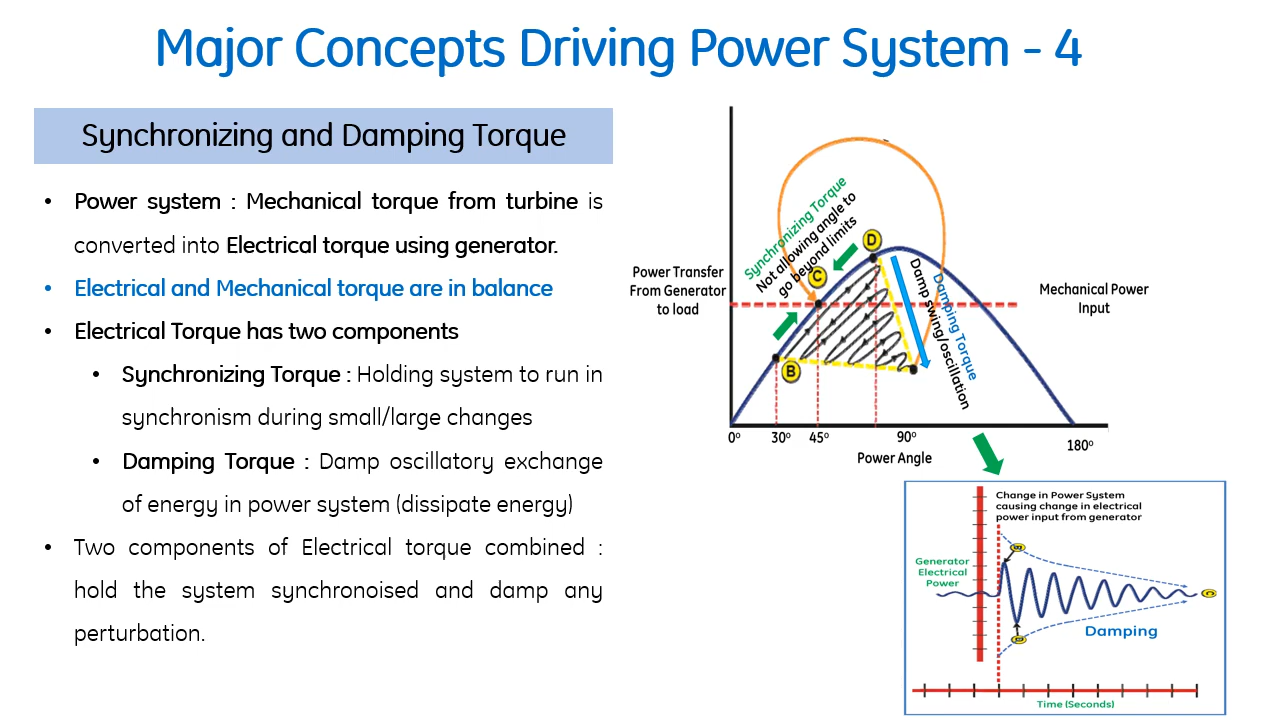 Major Concepts Driving Power System - 4
Synchronizing and Damping Torque
• Power system : Mechanical torque from turbine is
converted into Electrical torque using generator.
• Electrical and Mechanical torque are in balance
• Electrical Torque has two components
• Synchronizing Torque : Holding system to run in
synchronism during small/large changes
• Damping Torque : Damp oscillatory exchange
of energy in power system (dissipate energy)
• Two components of Electrical torque combined :
hold the system synchronoised and damp any
perturbation.
Power Transfer
From Generator
to load
Synchronizing Torque
Not allowing angle to
go beyond limits
D
C
B
Damping Torque
Damp swing/oscillation
Mechanical Power
Input
0º
30º
45º
90º
180º
Power Angle
Change in Power System
causing change in electrical
power input from generator
Generator
Electrical
Power
Damping
Time (Seconds)